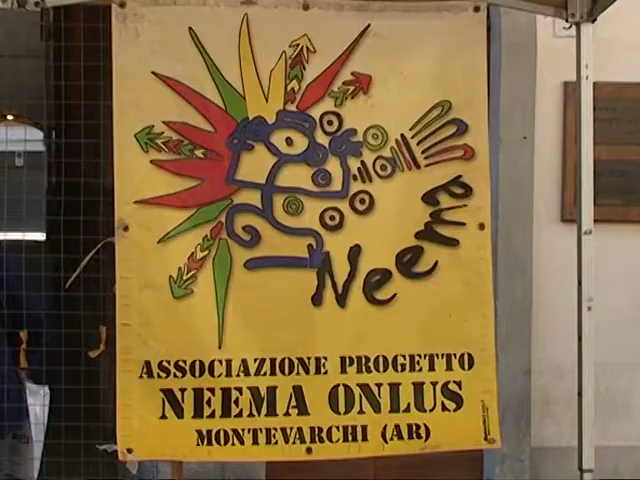 Neema
ASSOCIAZIONE PROGETTO
NEEMA ONLUS
MONTEVARCHI (AR)